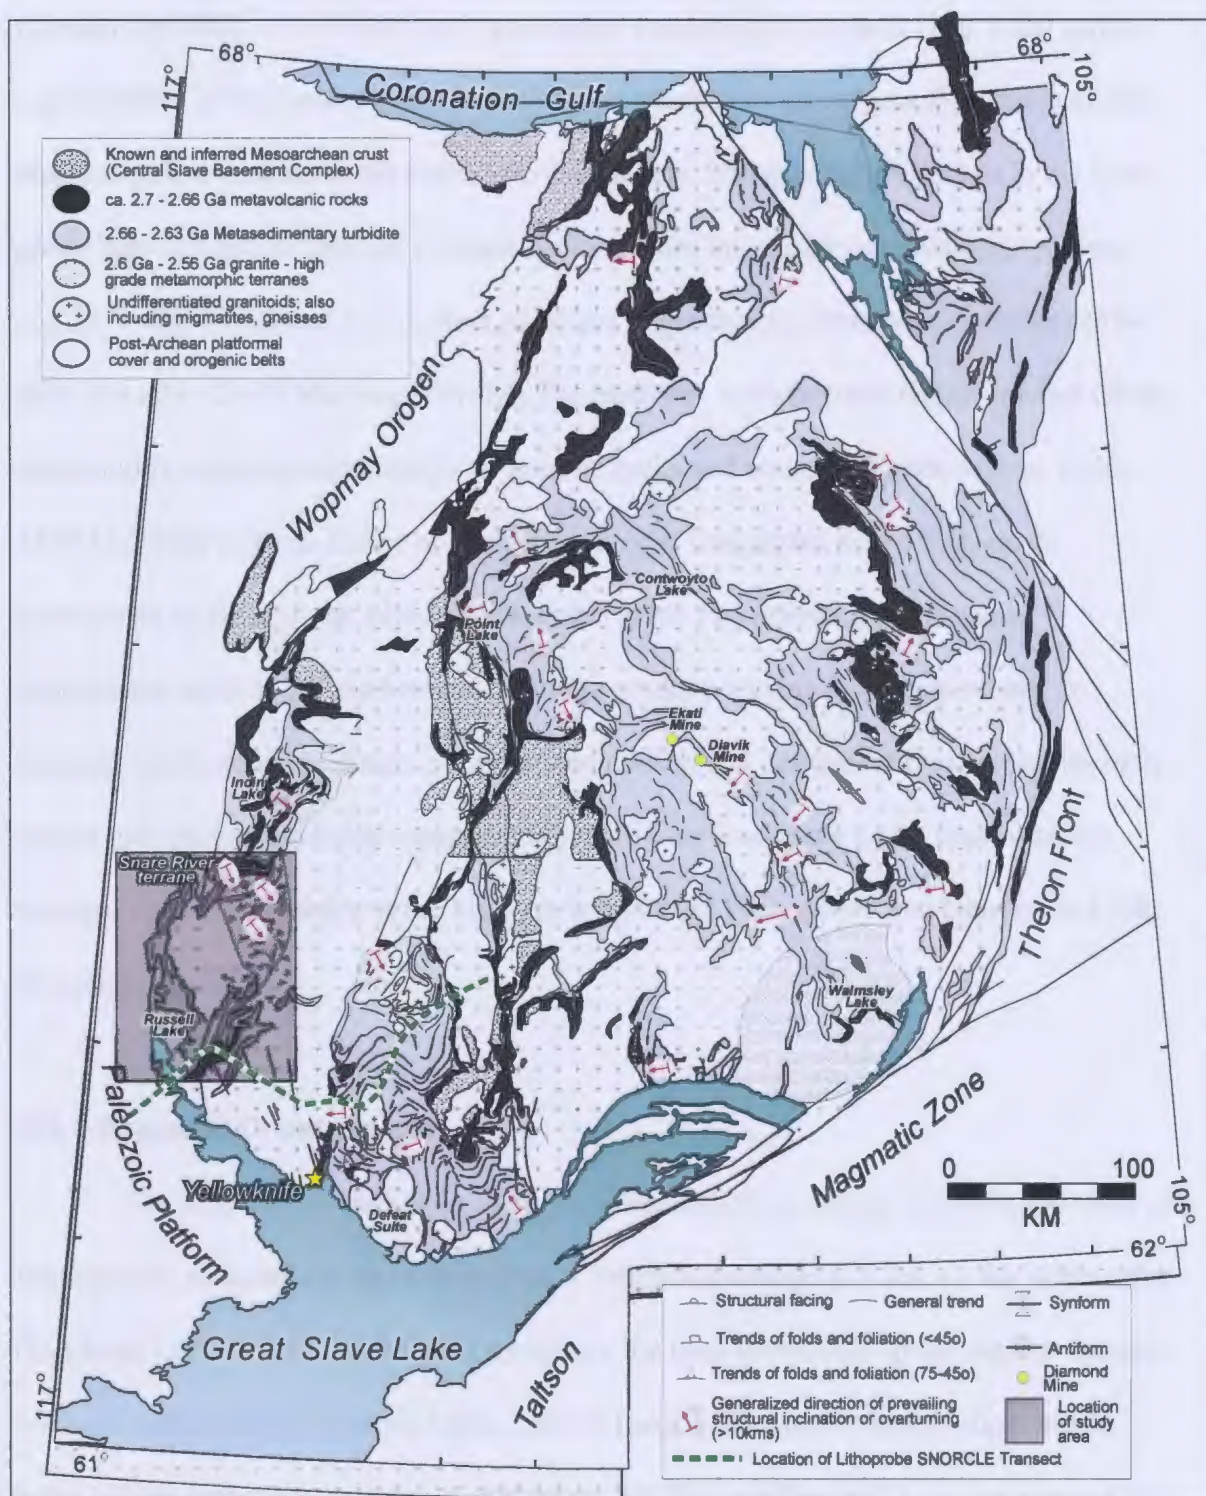 68°
68°
117°
105°
Coronation Gulf
Known and inferred Mesoarchean crust
(Central Slave Basement Complex)
ca. 2.7 - 2.66 Ga metavolcanic rocks
2.66 - 2.63 Ga Metasedimentary turbidite
2.6 Ga - 2.56 Ga granite - high
grade metamorphic terranes
Undifferentiated granitoids; also
including migmatites, gneisses
Post-Archean platformal
cover and orogenic belts
Wopmay Orogen
Contwoyto
Lake
Point
Lake
Ekati
Mine
Diavik
Mine
Indin
Lake
Snare River
terrane
Thelon Front
Walmsley
Lake
Russell
Lake
Paleozoic Platform
Yellowknife
Defeat
Suite
Magmatic Zone
0 100
KM
105°
62°
Great Slave Lake
Taltson
117°
61°
Structural facing
General trend
Synform
Trends of folds and foliation (<45o)
Antiform
Trends of folds and foliation (75-45o)
Diamond
Mine
Generalized direction of prevailing
structural inclination or overturning
(>10kms)
Location
of study
area
Location of Lithoprobe SNORCLE Transect